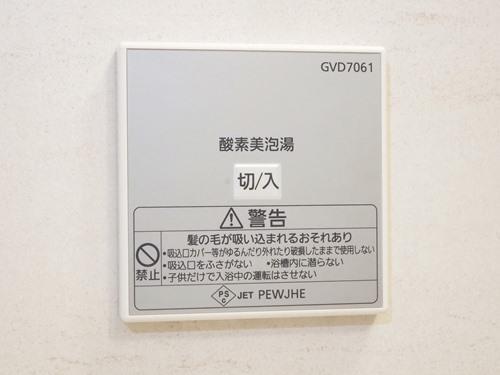 GVD7061
酸素美泡湯
切/入
警告
髪の毛が吸い込まれるおそれあり
禁止
•吸込口カバー等がゆるんだり外れたり破損したままで使用しない
•吸込口をふさがない •浴槽内に潜らない
•子供だけで入浴中の運転はさせない
PS
C
JET PEWJHE